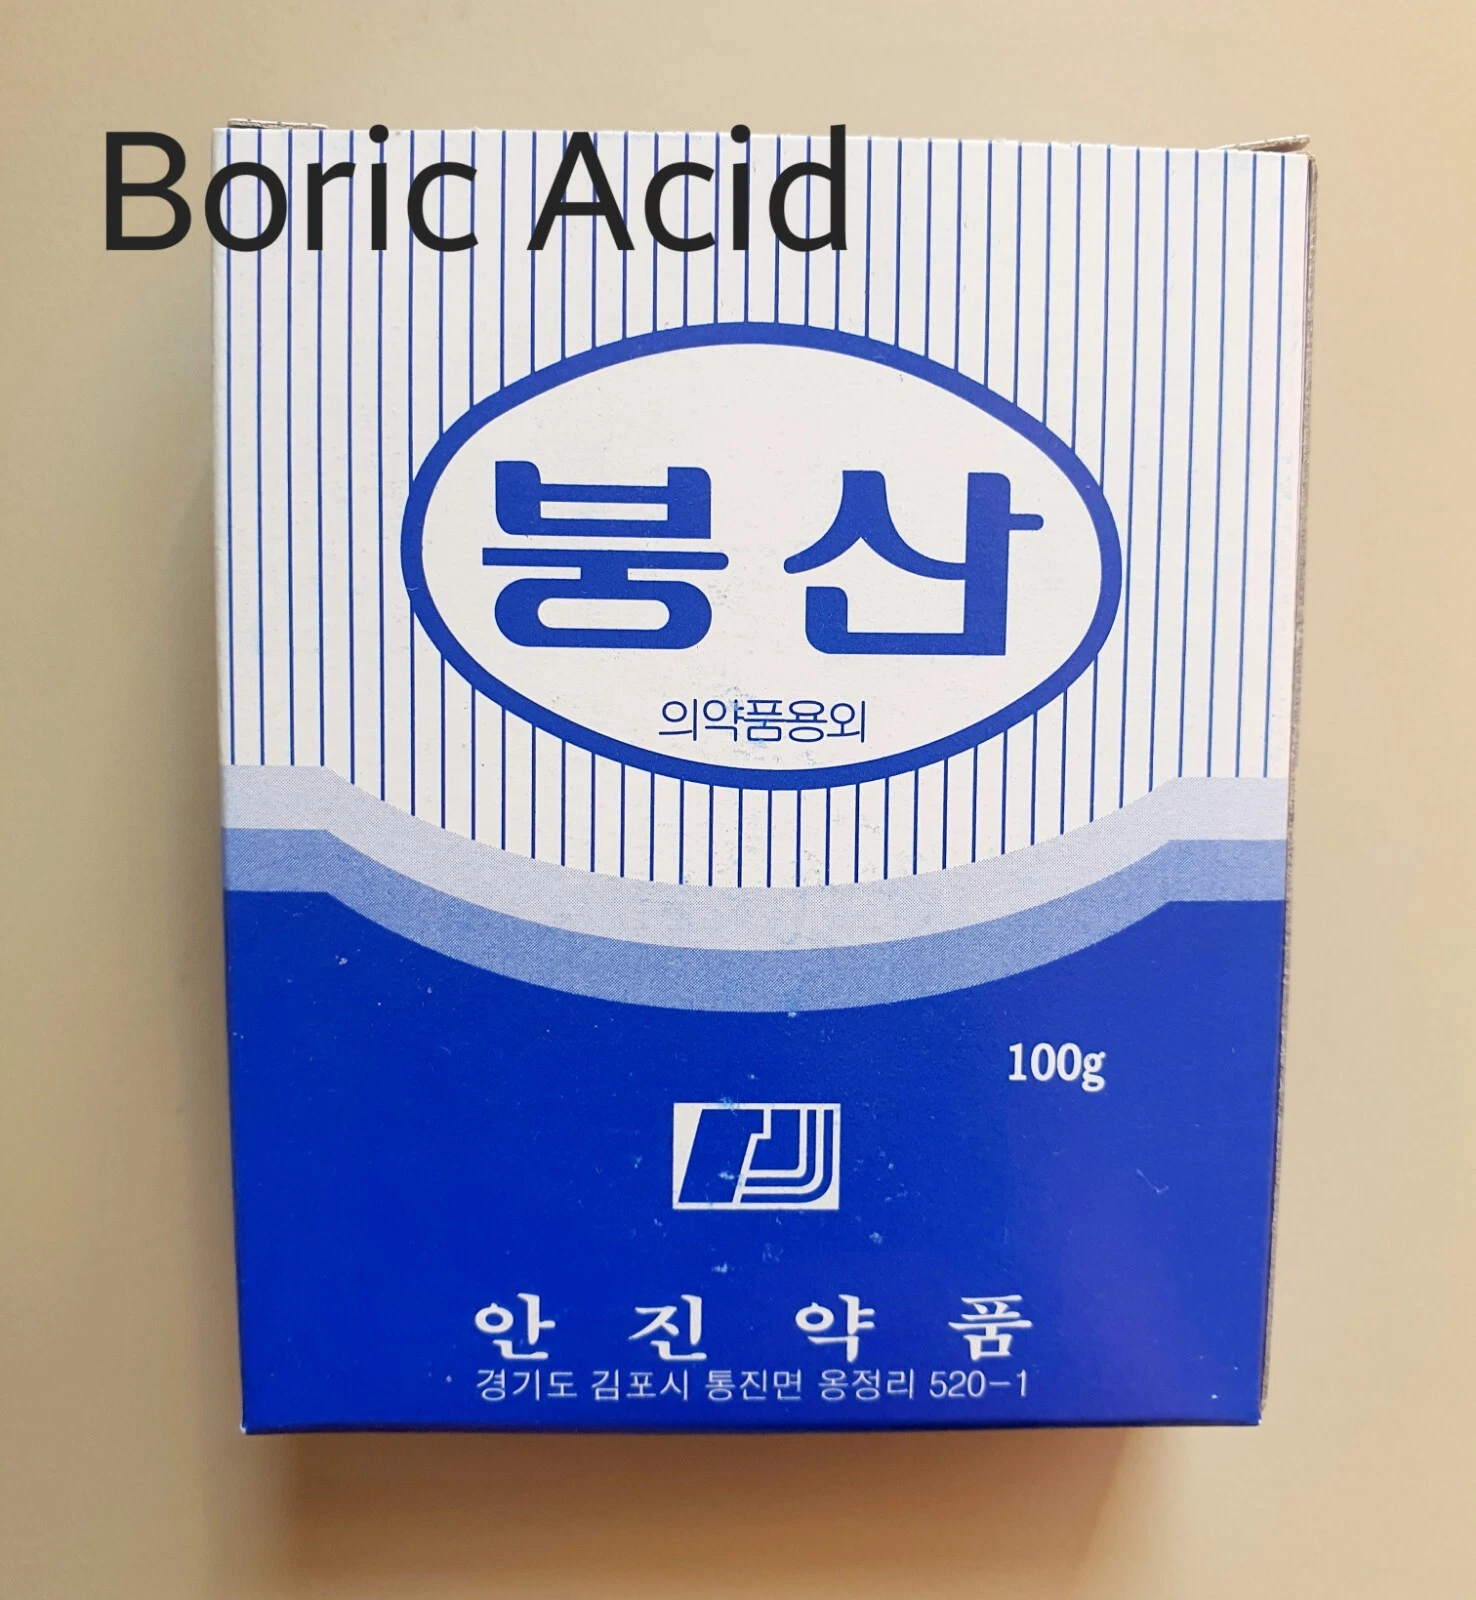 Boric Acid
붕산
의약품용외
100g
안진약품
경기도 김포시 통진면 옹정리 520-1